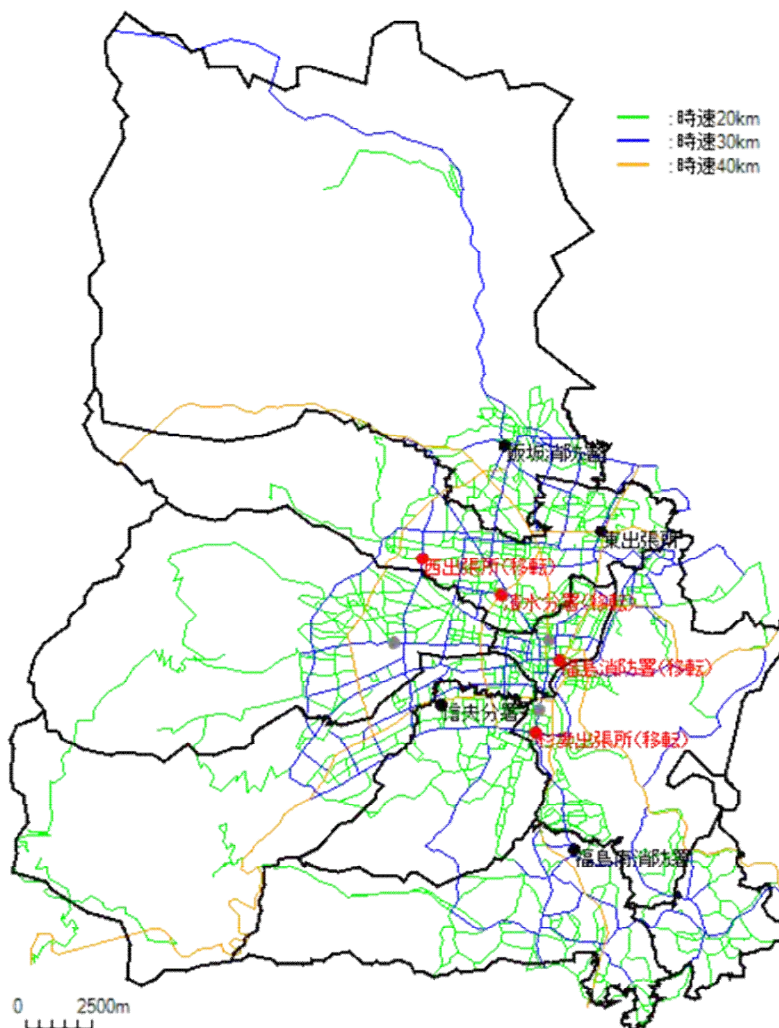 :時速20km
:時速30km
:時速40km
飯坂消防署
東出張所
西出張所(移転)
清水分署(移転)
福島消防署(移転)
信夫分署
杉妻出張所(移転)
福島南消防署
0 2500m